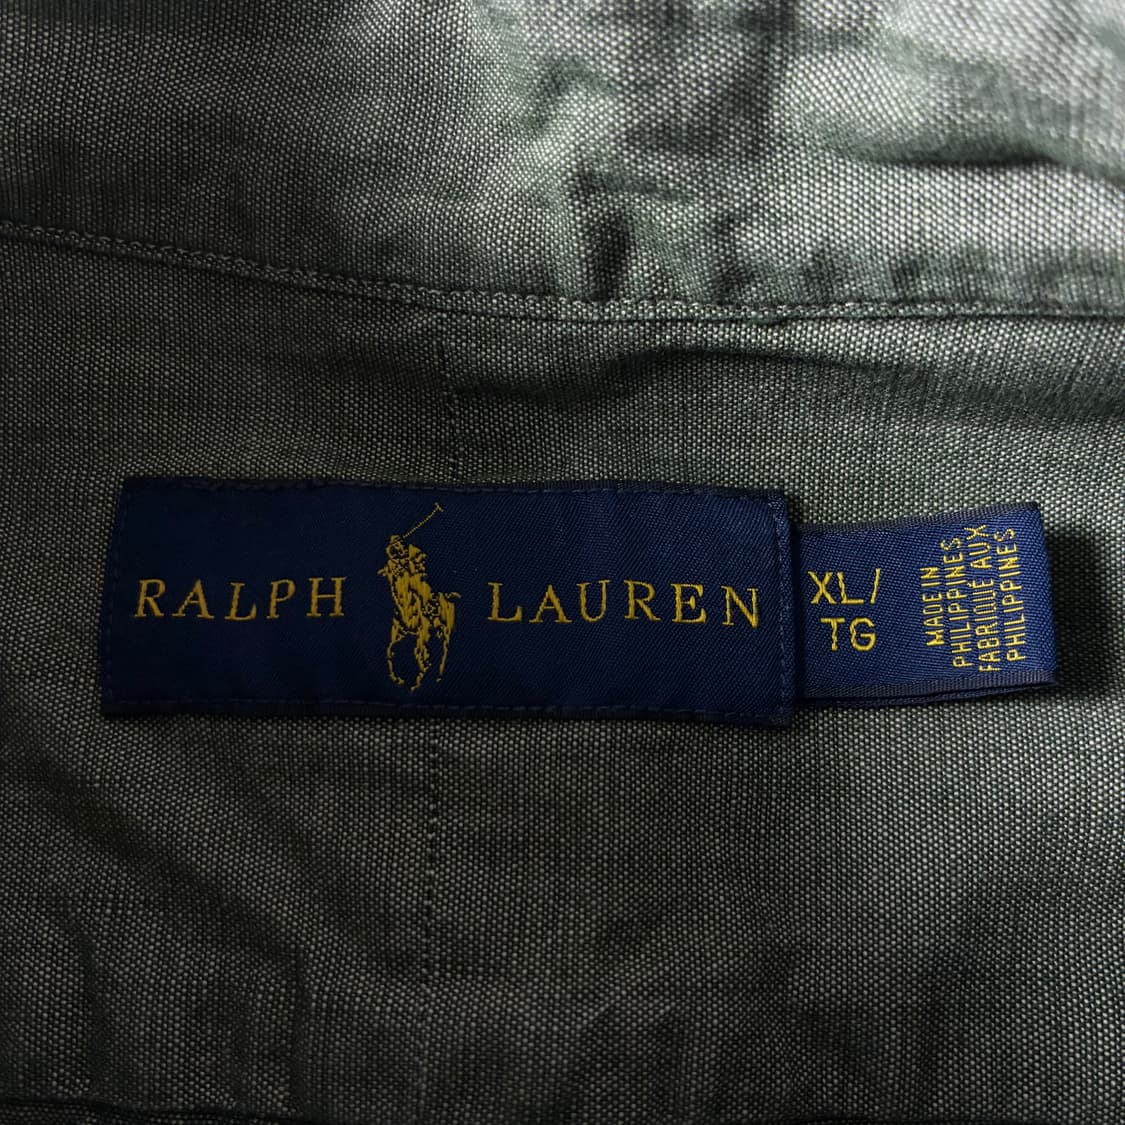 RALPH LAUREN
XL/
TG
MADE IN
PHILIPPINES
FABRIQUÉ AUX
PHILIPPINES